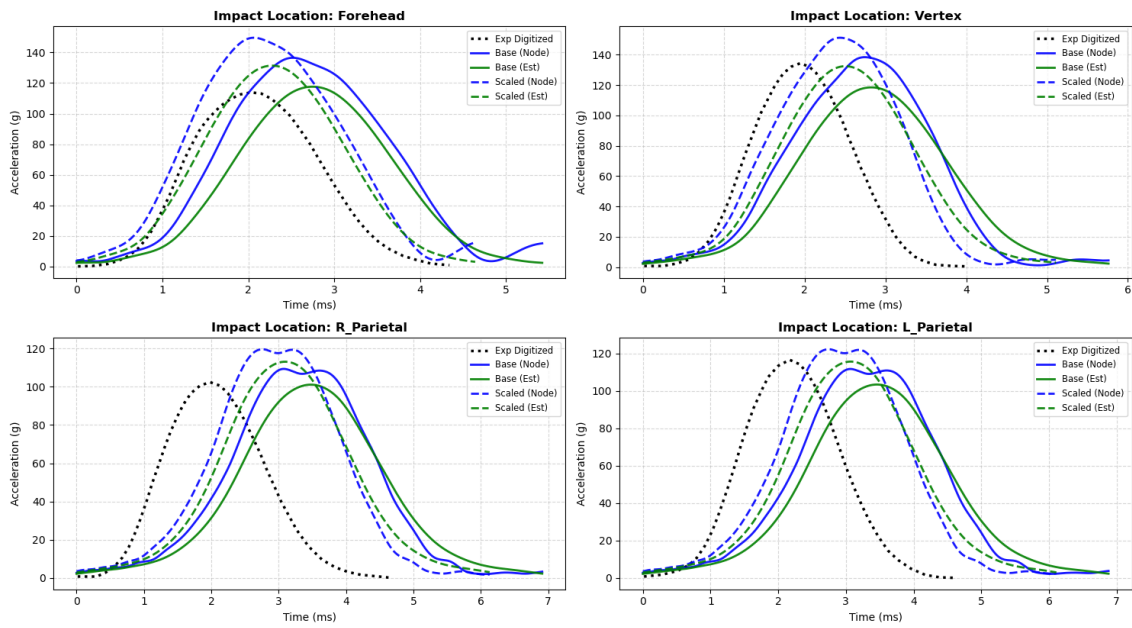 Impact Location: Forehead
Acceleration (g)
140
120
100
80
60
40
20
0
0 1 2 3 4 5
Time (ms)
Exp Digitized
Base (Node)
Base (Est)
Scaled (Node)
Scaled (Est)
Impact Location: Vertex
Acceleration (g)
140
120
100
80
60
40
20
0
0 1 2 3 4 5 6
Time (ms)
Exp Digitized
Base (Node)
Base (Est)
Scaled (Node)
Scaled (Est)
Impact Location: R_Parietal
Acceleration (g)
120
100
80
60
40
20
0
0 1 2 3 4 5 6 7
Time (ms)
Exp Digitized
Base (Node)
Base (Est)
Scaled (Node)
Scaled (Est)
Impact Location: L_Parietal
Acceleration (g)
120
100
80
60
40
20
0
0 1 2 3 4 5 6 7
Time (ms)
Exp Digitized
Base (Node)
Base (Est)
Scaled (Node)
Scaled (Est)